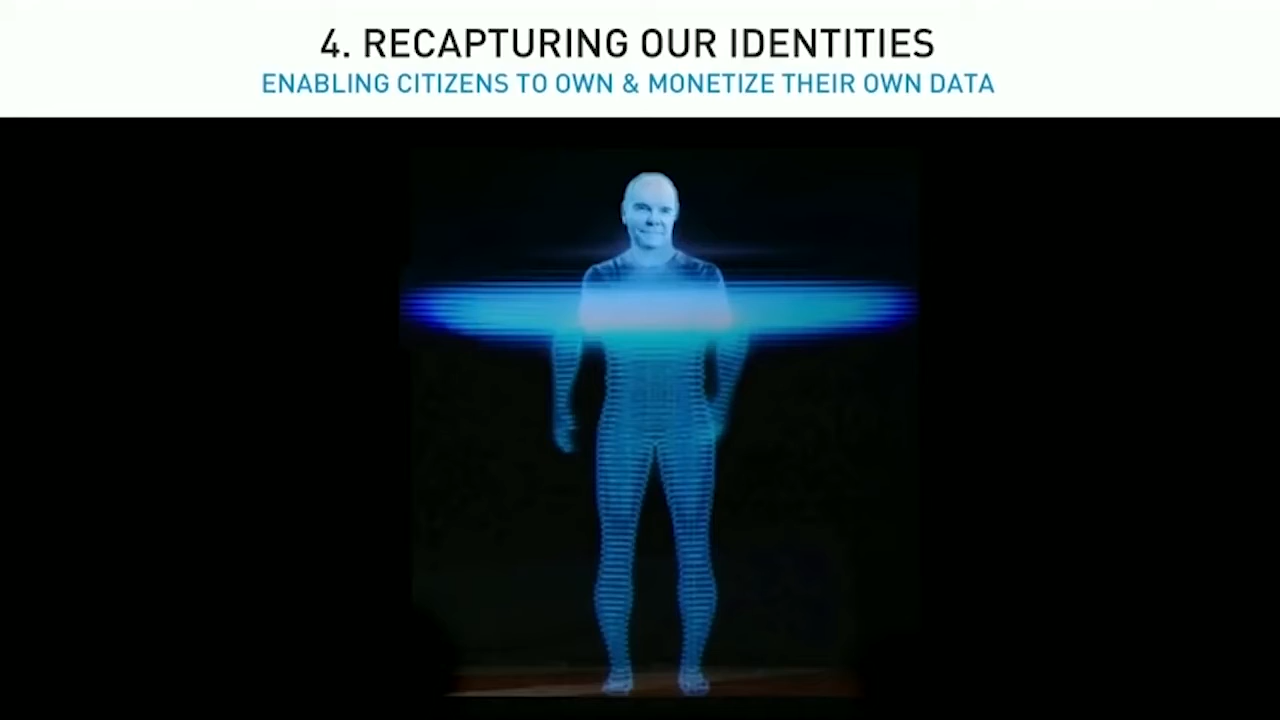 4. RECAPTURING OUR IDENTITIES
ENABLING CITIZENS TO OWN & MONETIZE THEIR OWN DATA